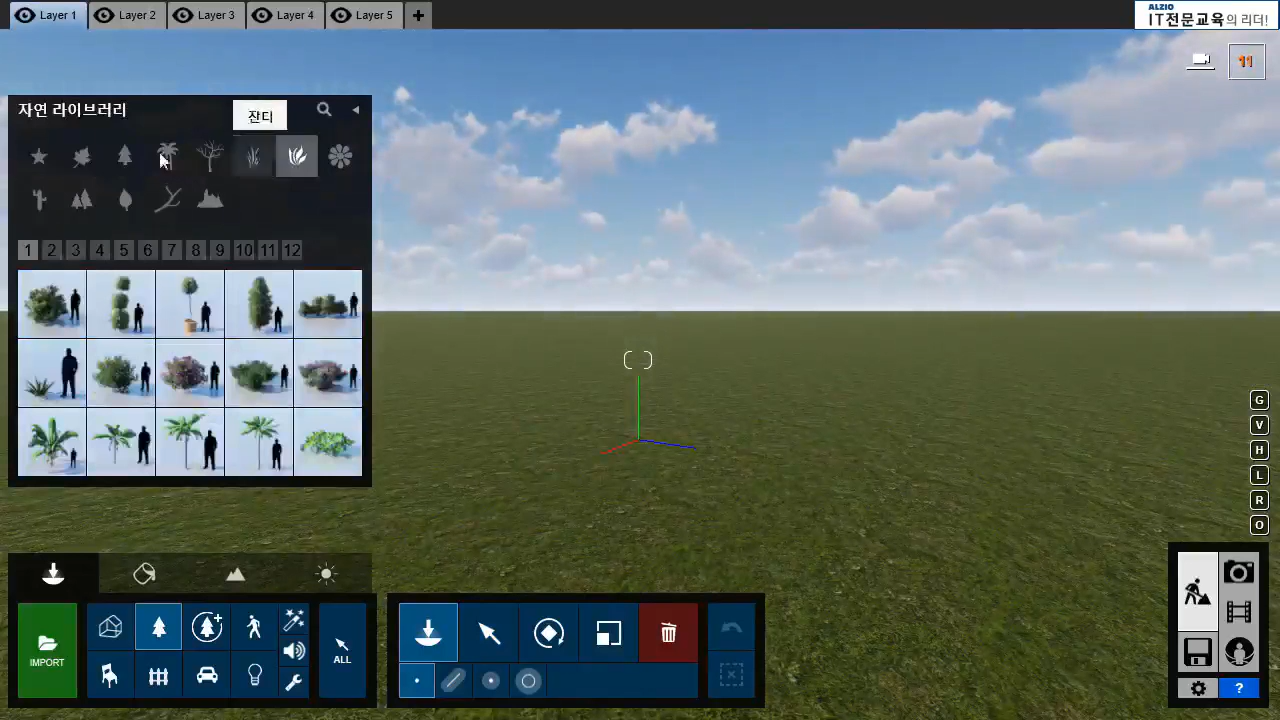 Layer 1
Layer 2
Layer 3
Layer 4
Layer 5
+
ALZIO
IT전문교육의 리더!
11
자연 라이브러리
잔디
1 2 3 4 5 6 7 8 9 10 11 12
G
V
H
L
R
O
IMPORT
ALL
?